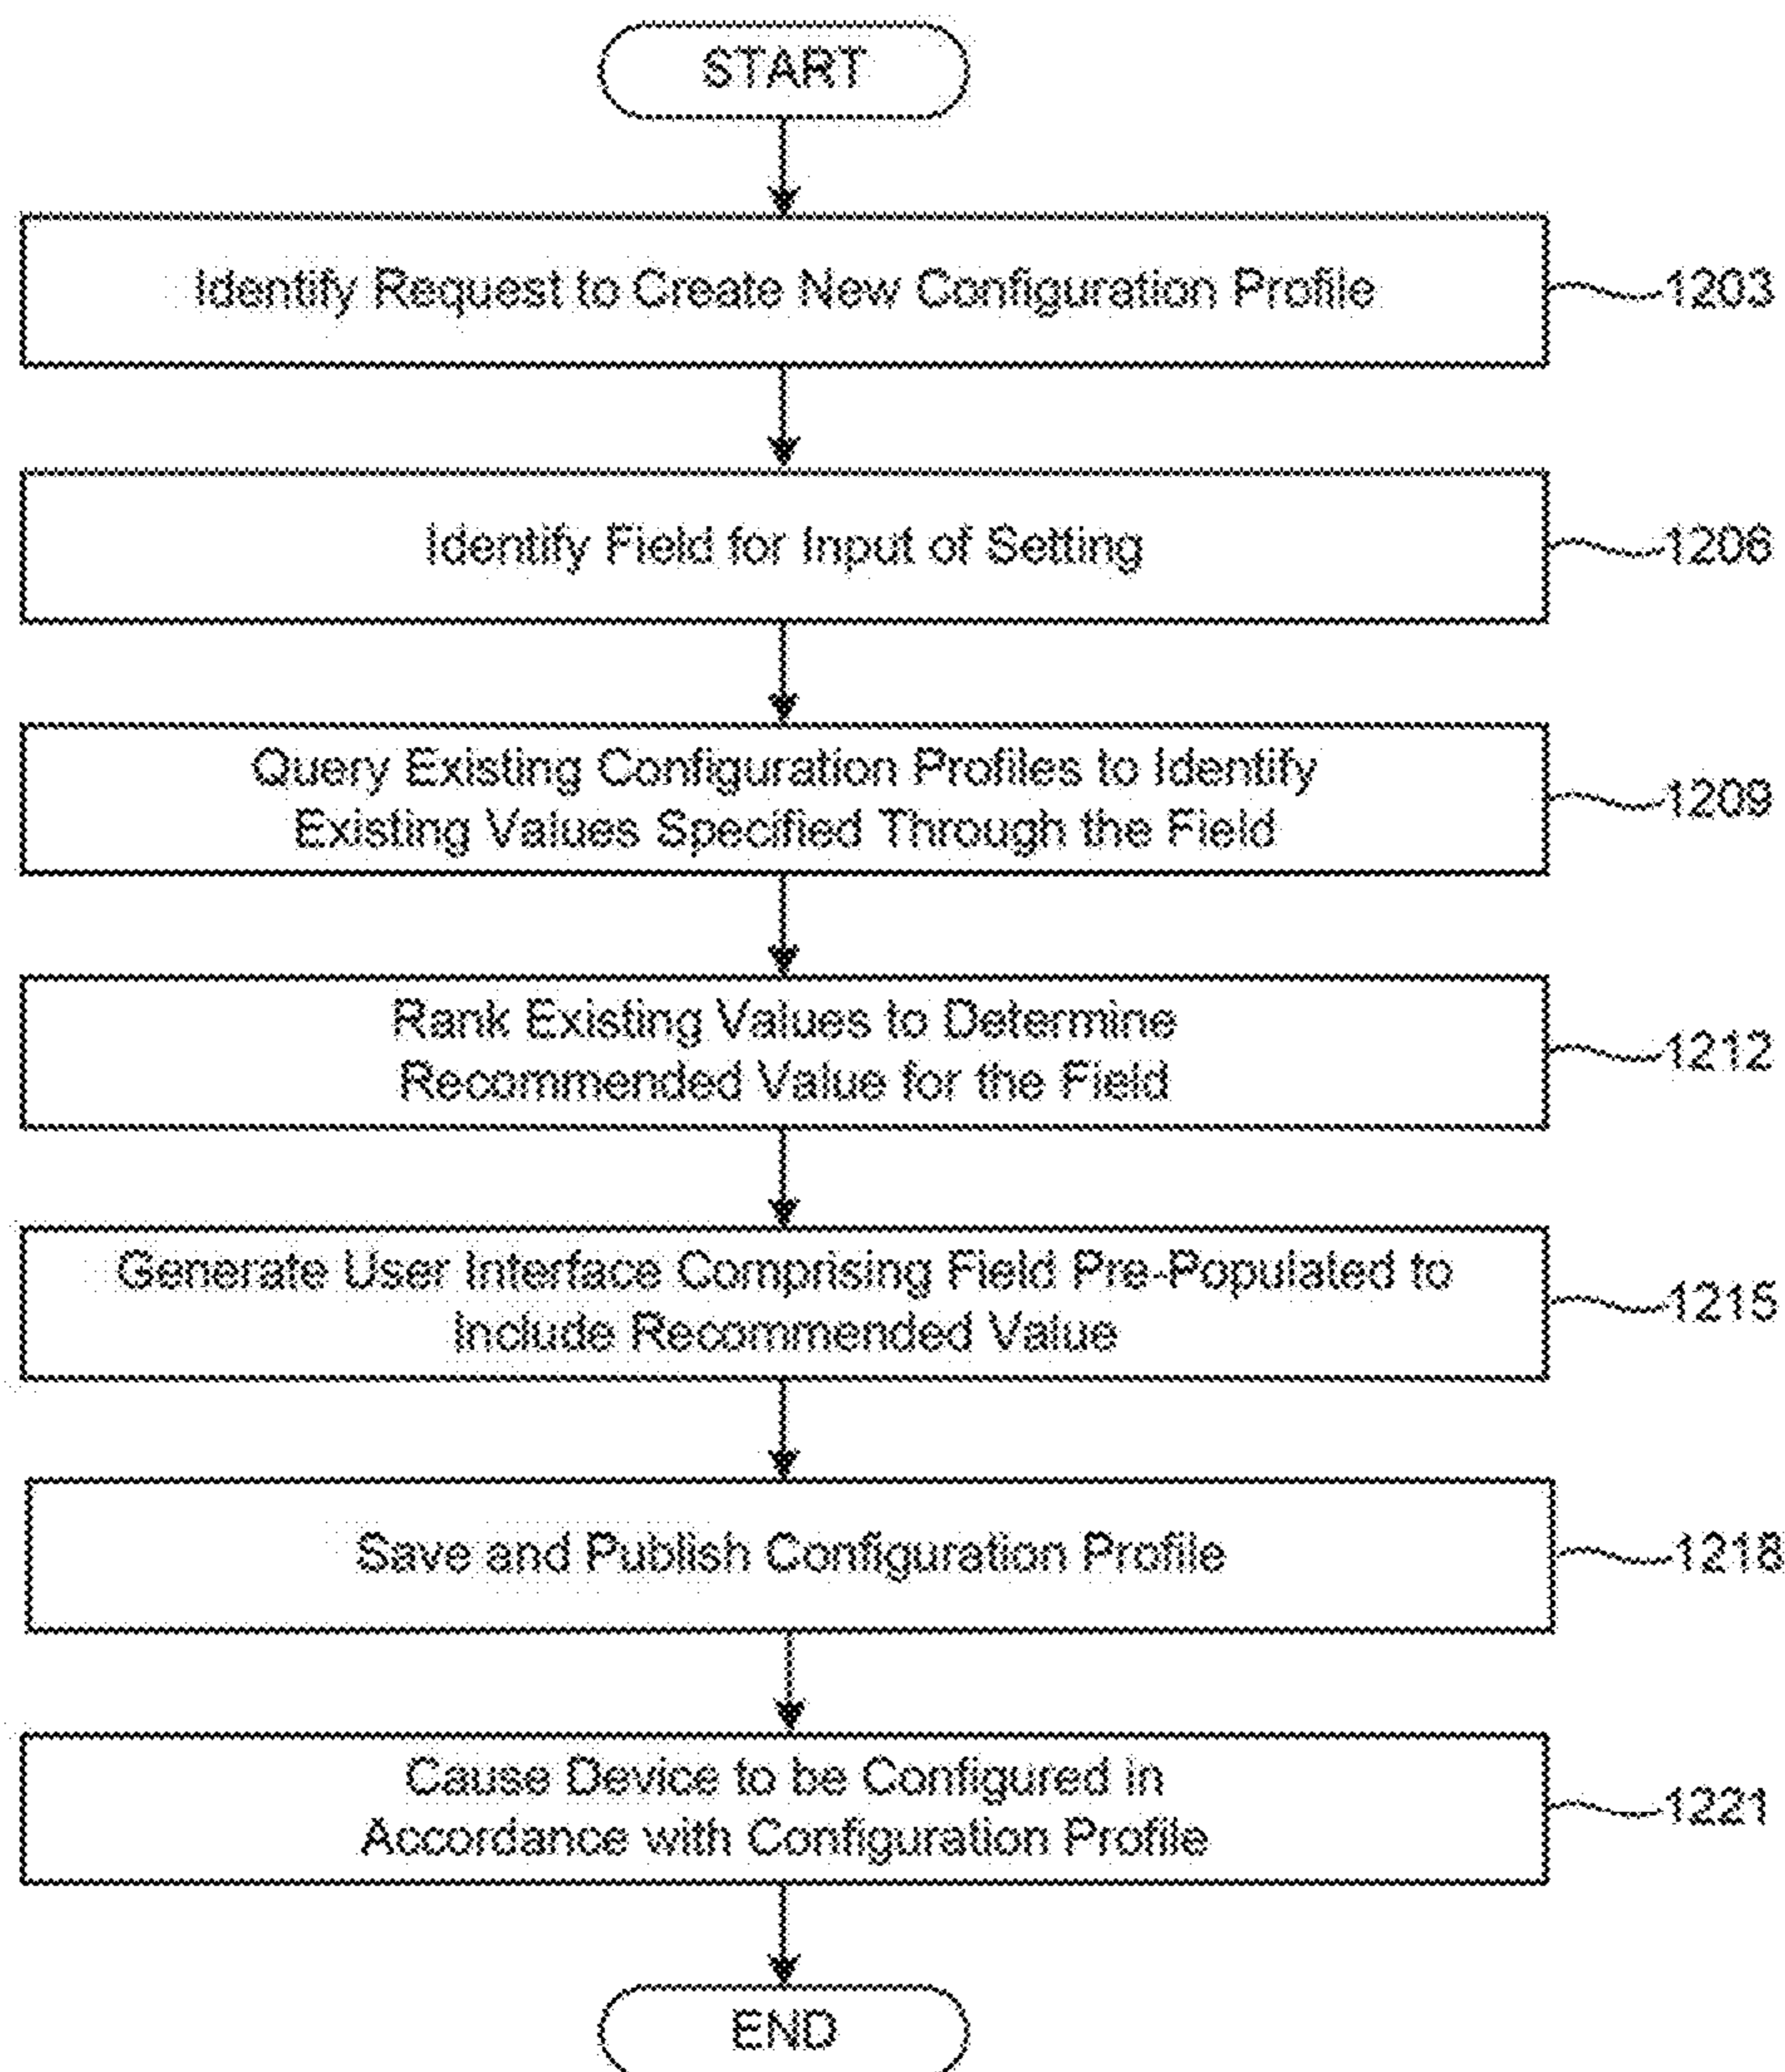 START
Identify Request to Create New Configuration Profile
1203
Identify Field for Input of Setting
1206
Query Existing Configuration Profiles to Identify
Existing Values Specified Through the Field
1209
Rank Existing Values to Determine
Recommended Value for the Field
1212
Generate User Interface Comprising Field Pre-Populated to
Include Recommended Value
1215
Save and Publish Configuration Profile
1218
Cause Device to be Configured in
Accordance with Configuration Profile
1221
END